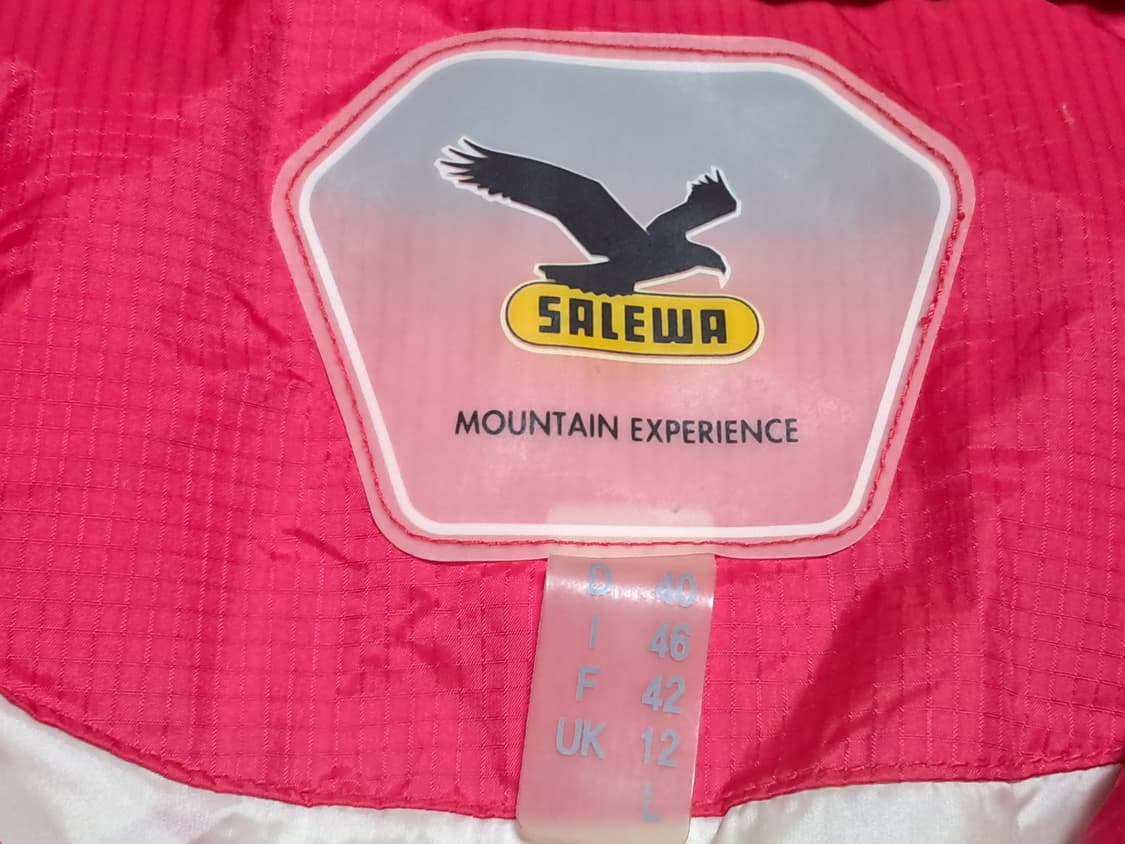 SALEWA
MOUNTAIN EXPERIENCE
D 40
I 46
F 42
UK 12
L